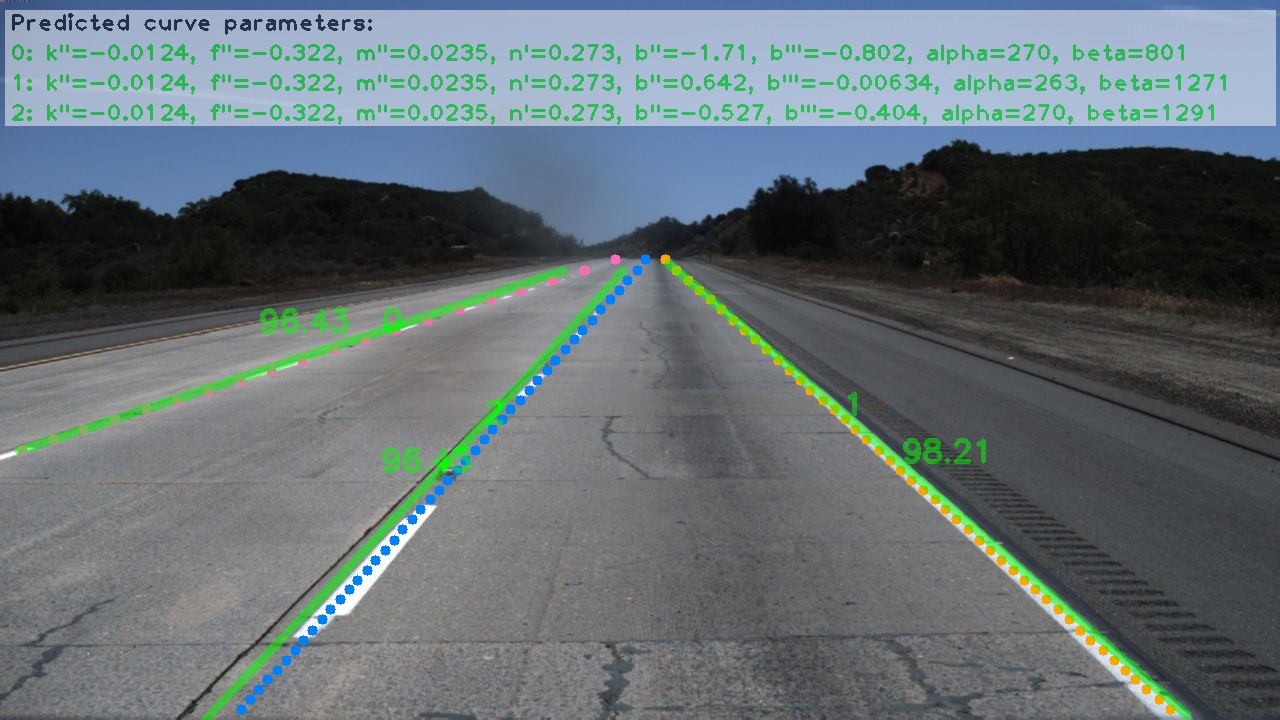 Predicted curve parameters:
0: k''=-0.0124, f''=-0.322, m''=0.0235, n'=0.273, b''=-1.71, b'''=-0.802, alpha=270, beta=801
1: k''=-0.0124, f''=-0.322, m''=0.0235, n'=0.273, b''=0.642, b'''=-0.00634, alpha=263, beta=1271
2: k''=-0.0124, f''=-0.322, m''=0.0235, n'=0.273, b''=-0.527, b'''=-0.404, alpha=270, beta=1291
96.43 0
1
98.21